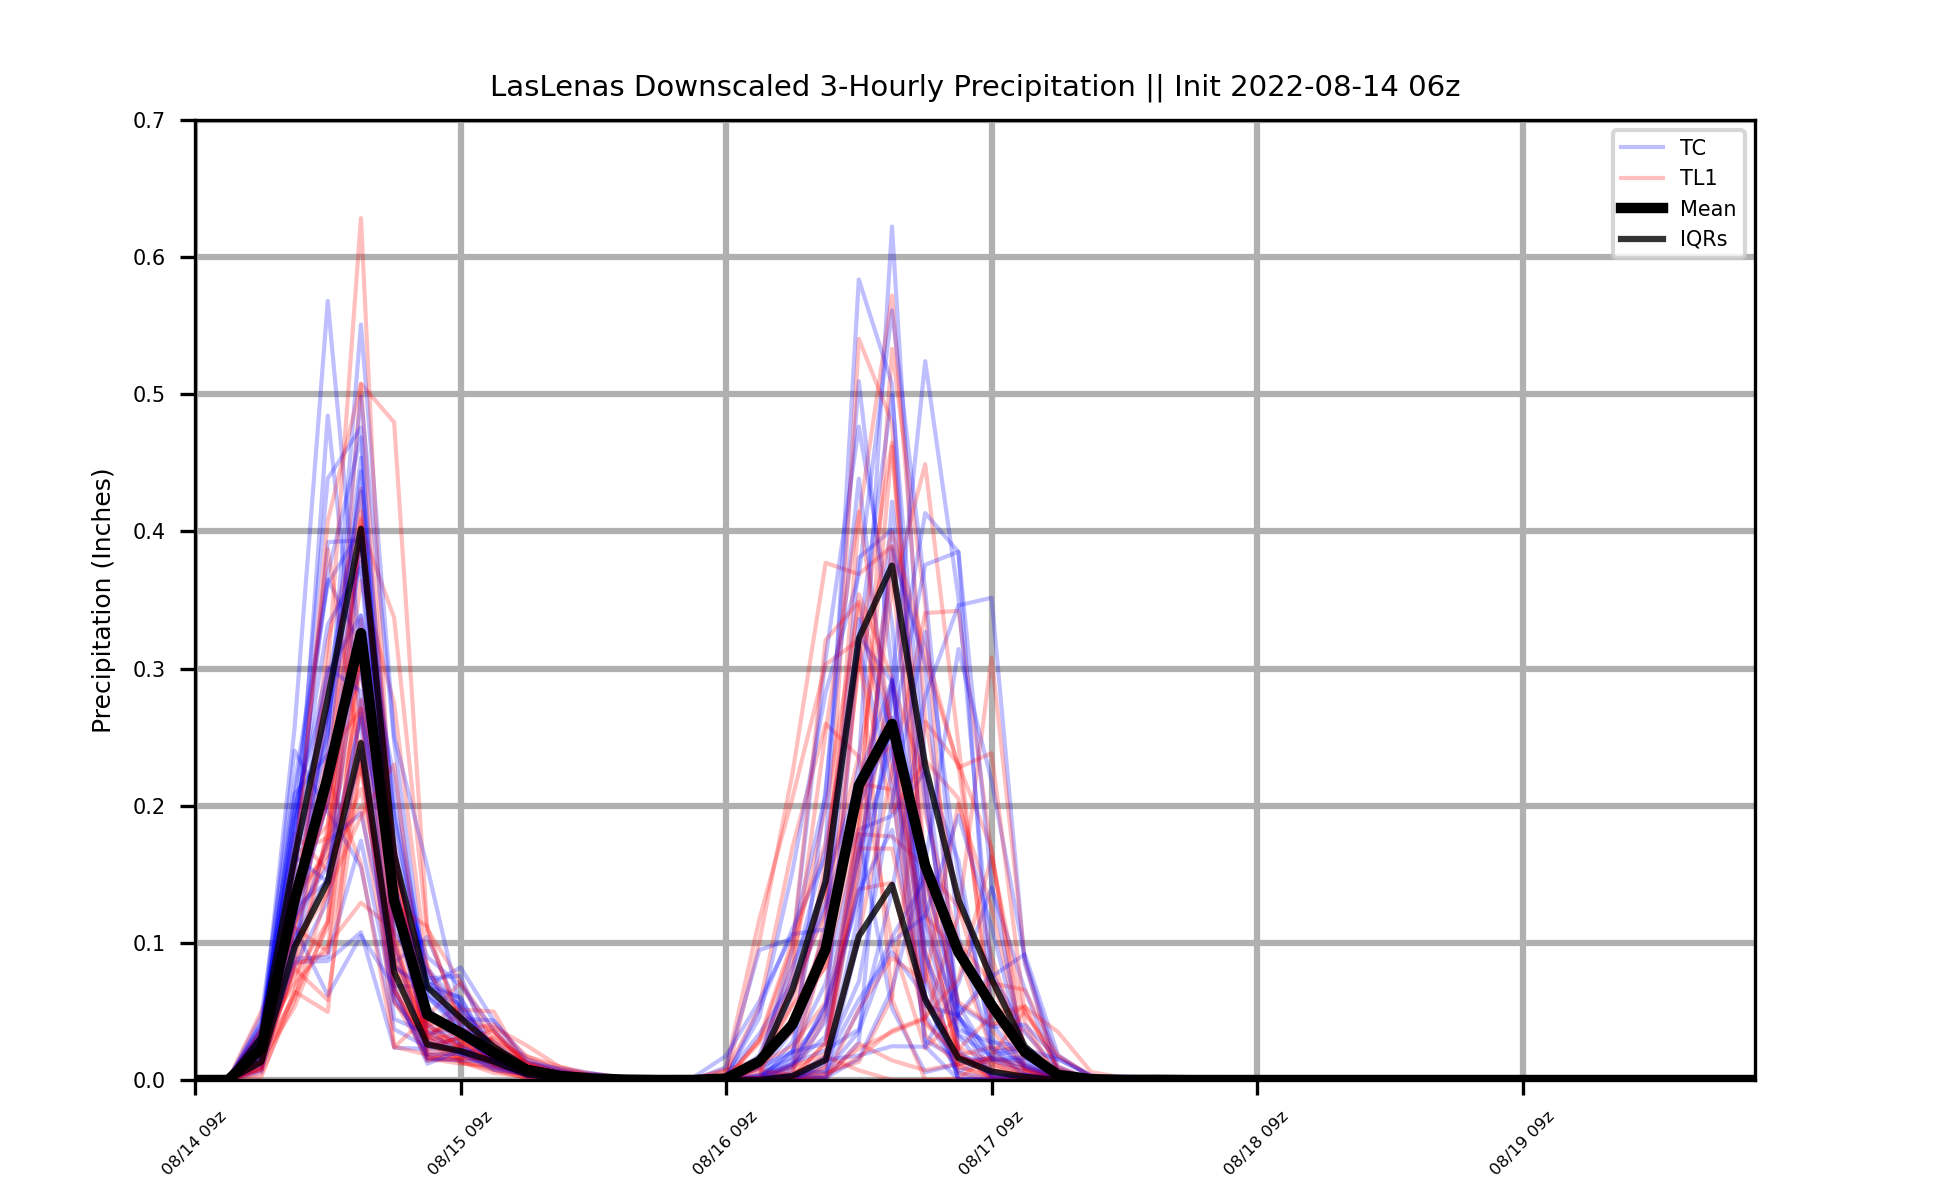 LasLenas Downscaled 3-Hourly Precipitation || Init 2022-08-14 06z
TC
TL1
Mean
IQRs
Precipitation (Inches)
0.7
0.6
0.5
0.4
0.3
0.2
0.1
0.0
08/14 09z
08/15 09z
08/16 09z
08/17 09z
08/18 09z
08/19 09z